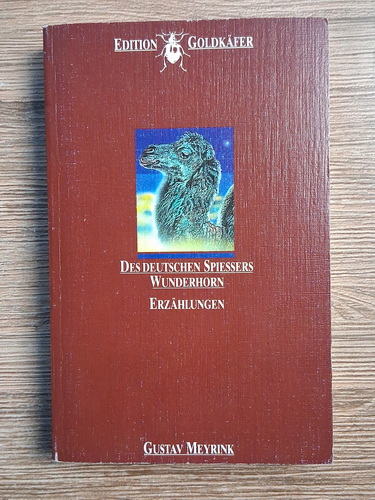 EDITION GOLDKÄFER
DES DEUTSCHEN SPIESSERS
WUNDERHORN
ERZÄHLUNGEN
GUSTAV MEYRINK